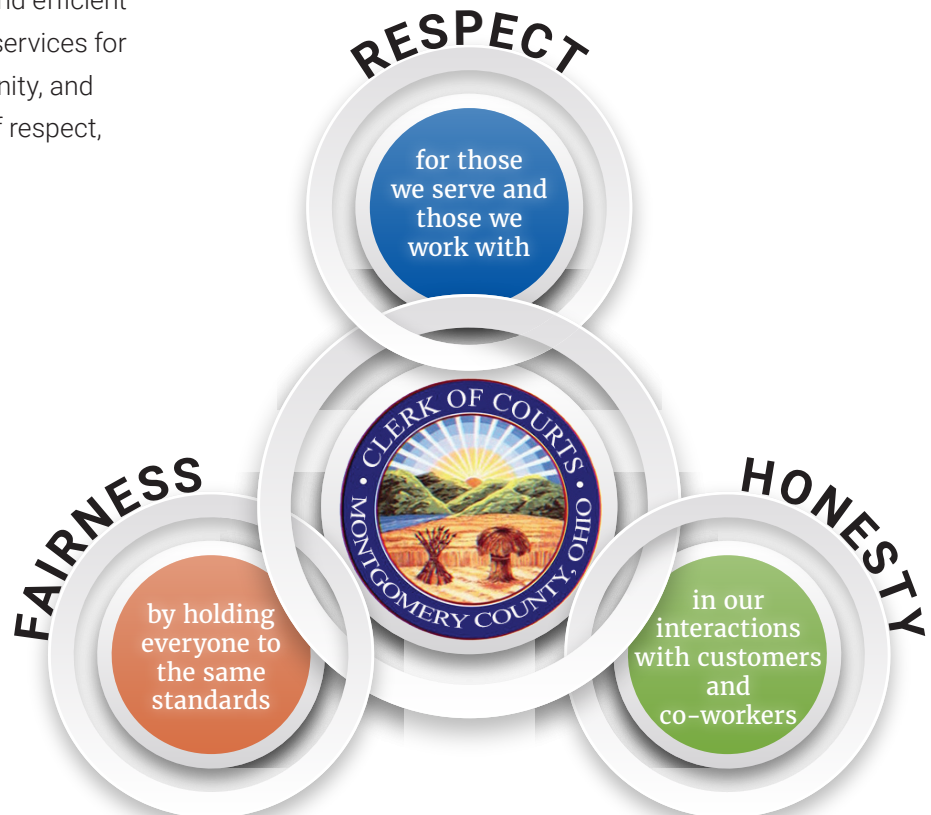 nd efficient
services for
nity, and
f respect,
RESPECT
for those
we serve and
those we
work with
CLERK OF COURTS
MONTGOMERY COUNTY, OHIO
FAIRNESS
by holding
everyone to
the same
standards
HONESTY
in our
interactions
with customers
and
co-workers